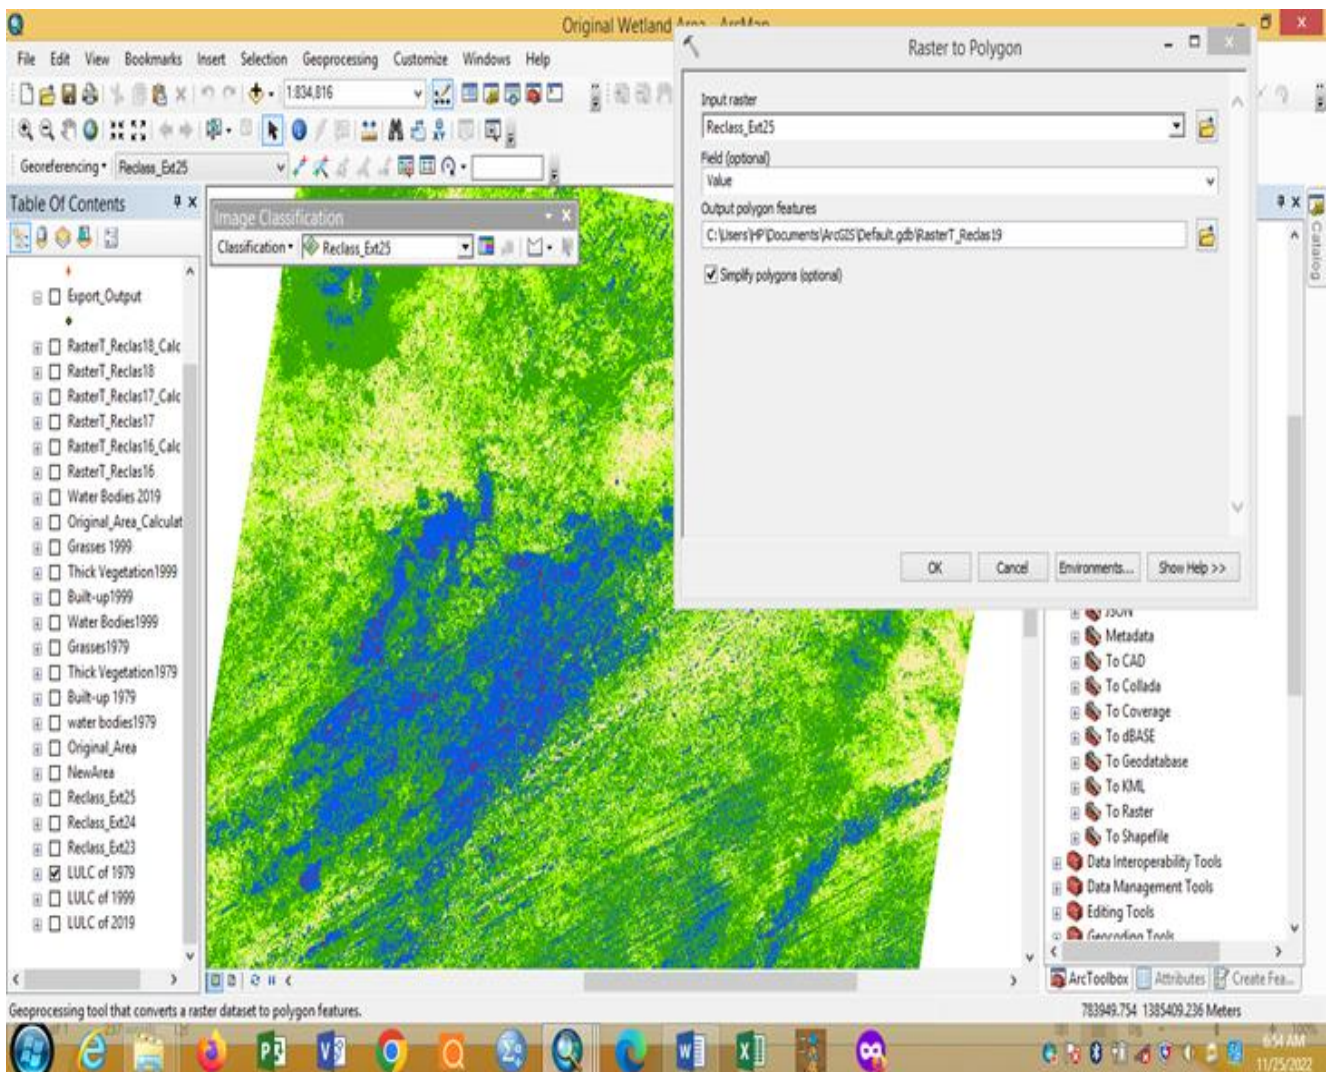 Original Wetland Area - ArcMap
File Edit View Bookmarks Insert Selection Geoprocessing Customize Windows Help
1:834,816
Georeferencing Reclass_Ext25
Table Of Contents
Export_Output
RasterT_Reclas18_Calc
RasterT_Reclas18
RasterT_Reclas17_Calc
RasterT_Reclas17
RasterT_Reclas16_Calc
RasterT_Reclas16
Water Bodies 2019
Original_Area_Calculat
Grasses 1999
Thick Vegetation1999
Built-up1999
Water Bodies1999
Grasses1979
Thick Vegetation1979
Built-up 1979
water bodies1979
Original_Area
NewArea
Reclass_Ext25
Reclass_Ext24
Reclass_Ext23
LULC of 1979
LULC of 1999
LULC of 2019
Image Classification
Classification Reclass_Ext25
Raster to Polygon
Input raster
Reclass_Ext25
Field (optional)
Value
Output polygon features
C:\Users\HP\Documents\ArcGIS\Default.gdb\RasterT_Reclas19
Simplify polygons (optional)
OK Cancel Environments... Show Help >>
Catalog
JSON
Metadata
To CAD
To Collada
To Coverage
To dBASE
To Geodatabase
To KML
To Raster
To Shapefile
Data Interoperability Tools
Data Management Tools
Editing Tools
Geocoding Tools
ArcToolbox Attributes Create Fea...
Geoprocessing tool that converts a raster dataset to polygon features.
783949.754 1385409.236 Meters
6:54 AM
11/25/2022